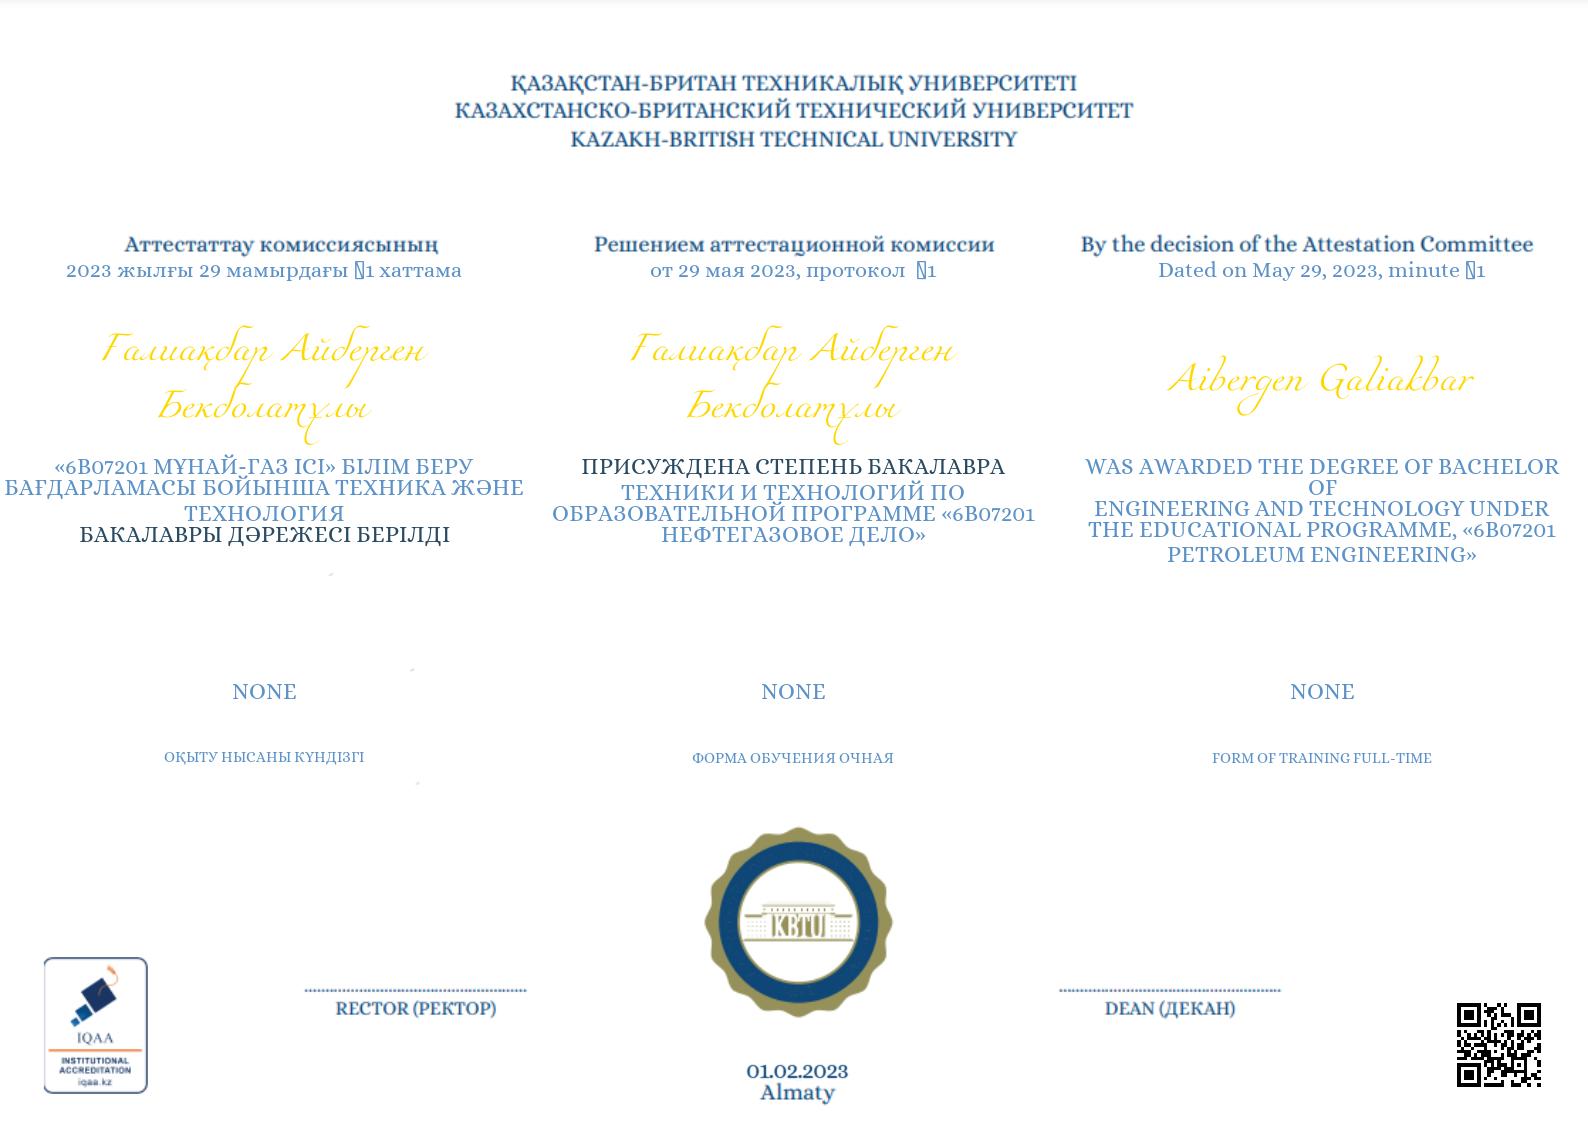 ҚАЗАҚСТАН-БРИТАН ТЕХНИКАЛЫҚ УНИВЕРСИТЕТІ
КАЗАХСТАНСКО-БРИТАНСКИЙ ТЕХНИЧЕСКИЙ УНИВЕРСИТЕТ
KAZAKH-BRITISH TECHNICAL UNIVERSITY
Аттестаттау комиссиясының
2023 жылғы 29 мамырдағы 1 хаттама
Ғалиақбар Айберген
Бекболатұлы
«6B07201 МҰНАЙ-ГАЗ ІСІ» БІЛІМ БЕРУ
БАҒДАРЛАМАСЫ БОЙЫНША ТЕХНИКА ЖӘНЕ
ТЕХНОЛОГИЯ
БАКАЛАВРЫ ДӘРЕЖЕСІ БЕРІЛДІ
NONE
ОҚЫТУ НЫСАНЫ КҮНДІЗГІ
Решением аттестационной комиссии
от 29 мая 2023, протокол 1
Ғалиақбар Айберген
Бекболатұлы
ПРИСУЖДЕНА СТЕПЕНЬ БАКАЛАВРА
ТЕХНИКИ И ТЕХНОЛОГИЙ ПО
ОБРАЗОВАТЕЛЬНОЙ ПРОГРАММЕ «6B07201
НЕФТЕГАЗОВОЕ ДЕЛО»
NONE
ФОРМА ОБУЧЕНИЯ ОЧНАЯ
By the decision of the Attestation Committee
Dated on May 29, 2023, minute 1
Aibergen Galiakbar
WAS AWARDED THE DEGREE OF BACHELOR
OF
ENGINEERING AND TECHNOLOGY UNDER
THE EDUCATIONAL PROGRAMME, «6B07201
PETROLEUM ENGINEERING»
NONE
FORM OF TRAINING FULL-TIME
KBTU
IQAA
INSTITUTIONAL
ACCREDITATION
iqaa.kz
RECTOR (РЕКТОР)
DEAN (ДЕКАН)
01.02.2023
Almaty